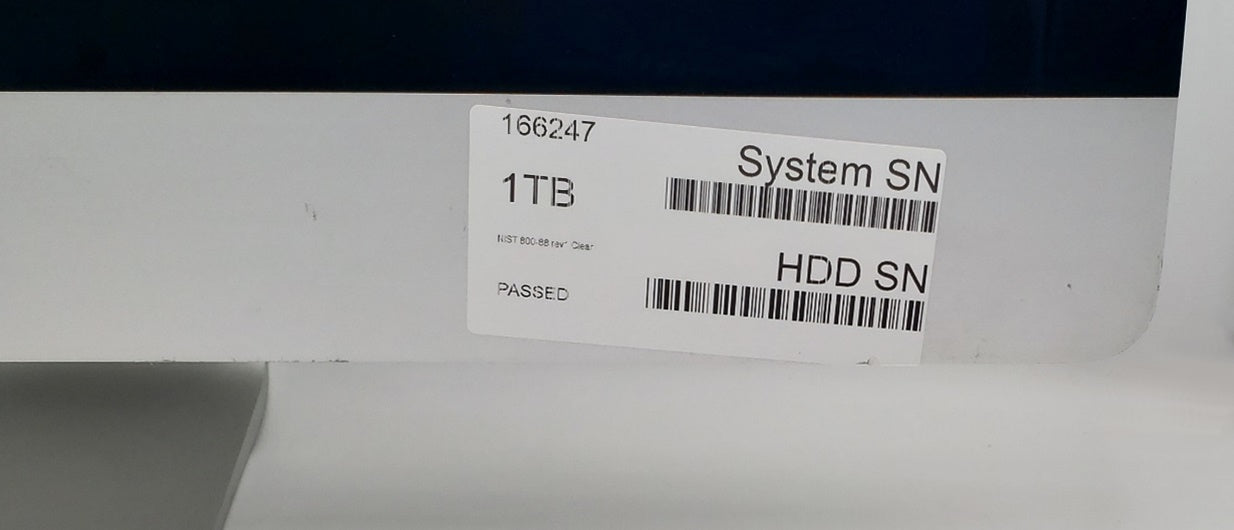 166247
System SN
1TB
NIST 800-88 rev1 Clear
HDD SN
PASSED